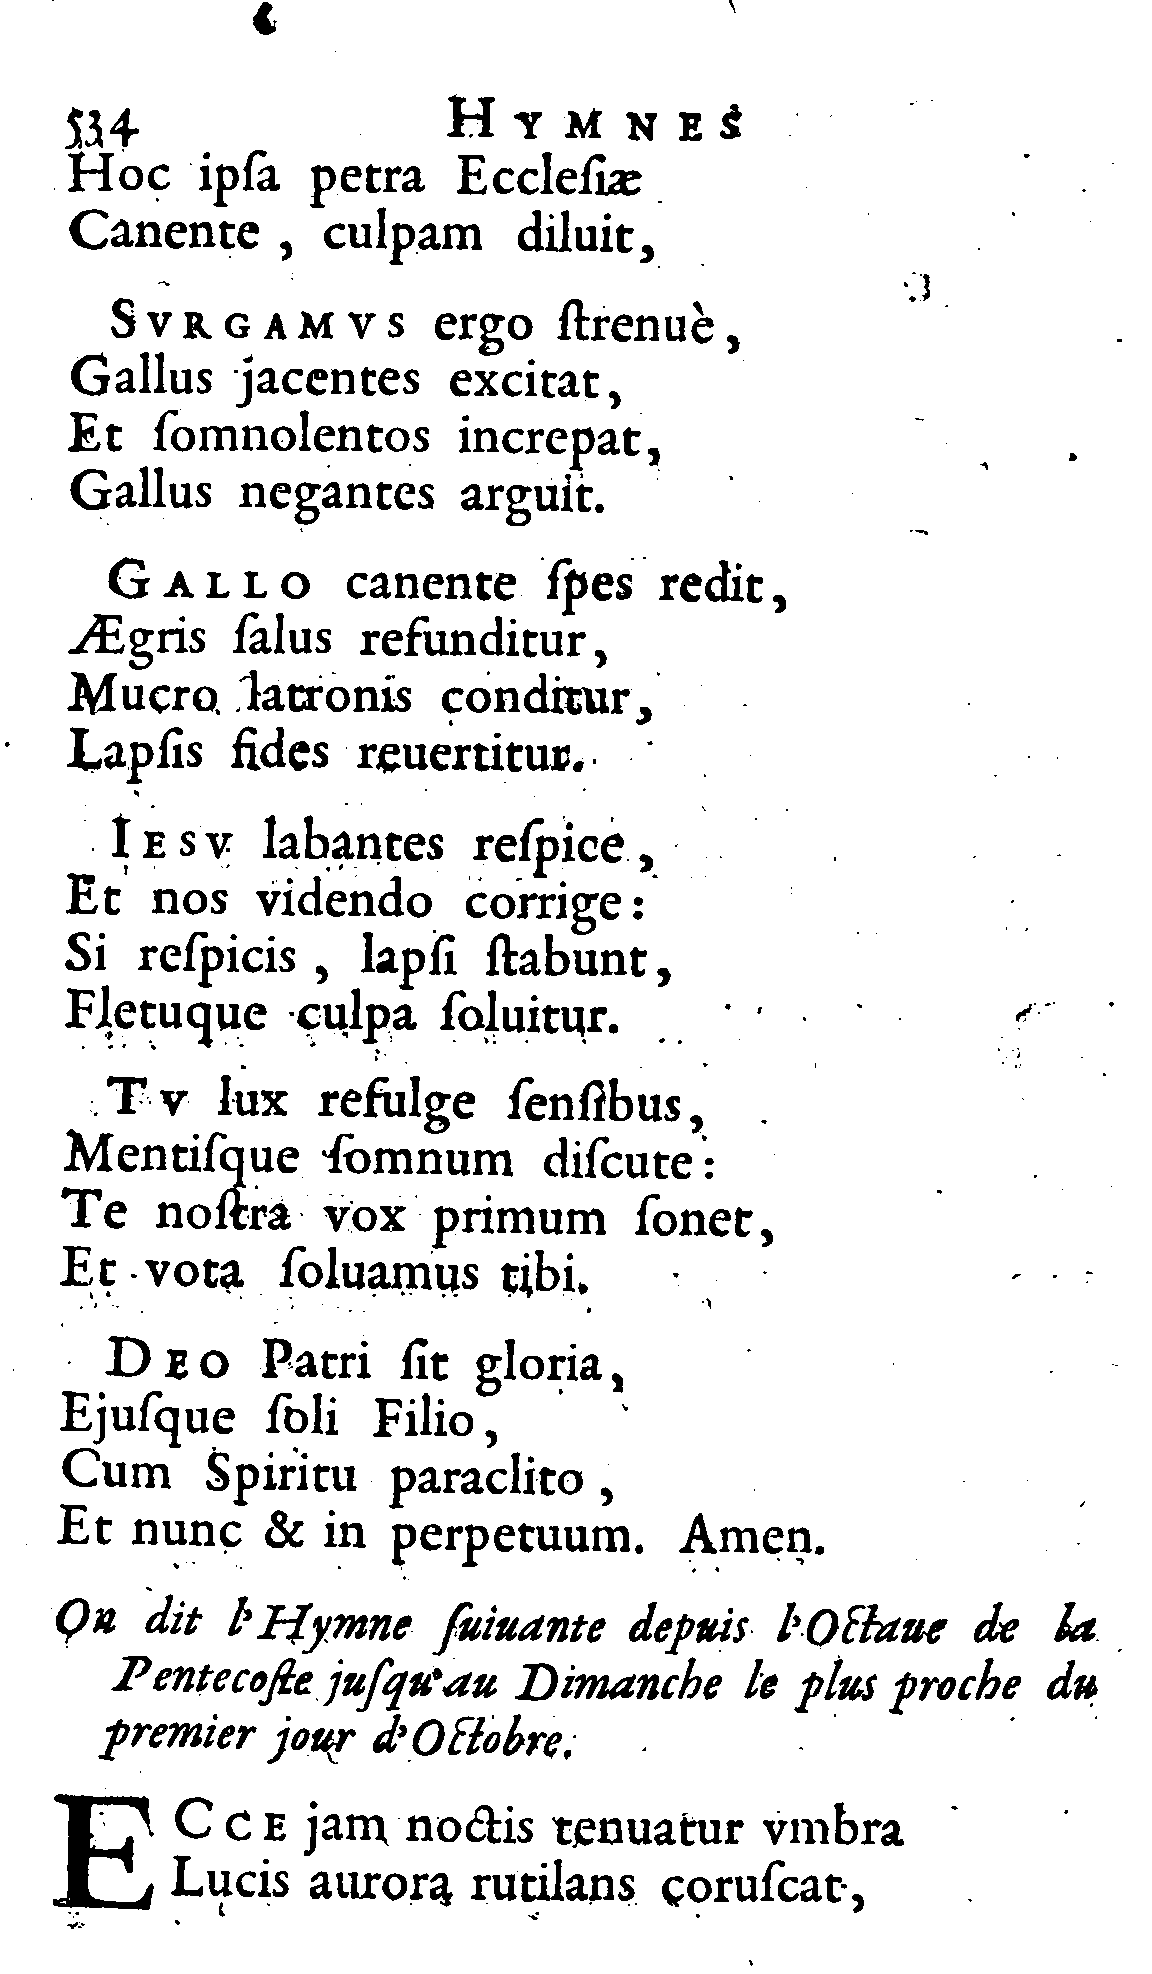 534 HYMNES
Hoc ipſa petra Eccleſiæ
Canente , culpam diluit,
SVRGAMVS ergo ſtrenuè,
Gallus jacentes excitat,
Et ſomnolentos increpat,
Gallus negantes arguit.
GALLO canente ſpes redit,
Ægris ſalus refunditur,
Mucro latronis conditur,
Lapſis fides reuertitur.
IESV labantes reſpice,
Et nos videndo corrige:
Si reſpicis , lapſi ſtabunt,
Fletuque culpa ſoluitur.
TV lux refulge ſenſibus,
Mentiſque ſomnum diſcute:
Te noſtra vox primum ſonet,
Et vota ſoluamus tibi.
DEO Patri ſit gloria,
Ejuſque ſoli Filio,
Cum Spiritu paraclito ,
Et nunc & in perpetuum. Amen.
On dit l'Hymne ſuiuante depuis l'Octaue de la
Pentecoſte juſqu'au Dimanche le plus proche du
premier jour d'Octobre.
ECCE jam noctis tenuatur vmbra
Lucis aurora rutilans coruſcat,